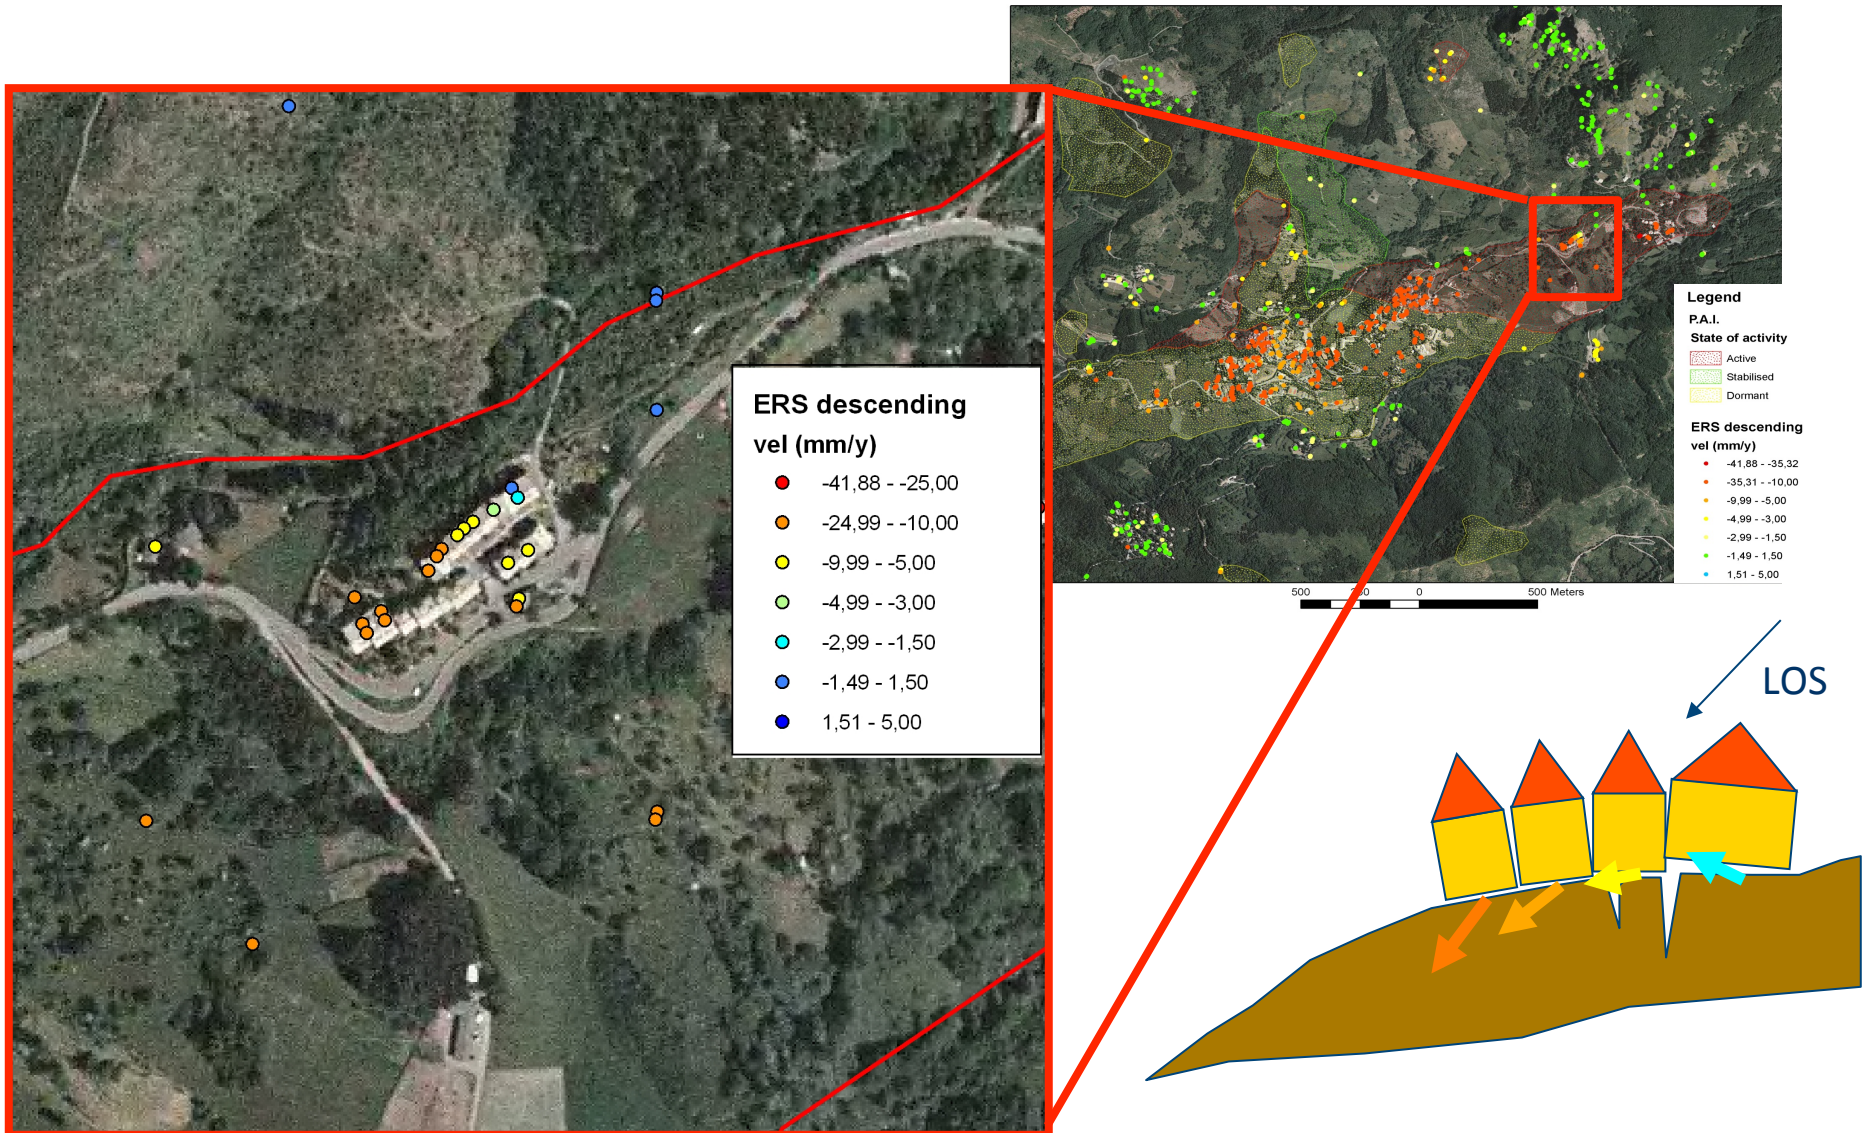 ERS descending
vel (mm/y)
-41,88 - -25,00
-24,99 - -10,00
-9,99 - -5,00
-4,99 - -3,00
-2,99 - -1,50
-1,49 - 1,50
1,51 - 5,00
Legend
P.A.I.
State of activity
Active
Stabilised
Dormant
ERS descending
vel (mm/y)
-41,88 - -35,32
-35,31 - -10,00
-9,99 - -5,00
-4,99 - -3,00
-2,99 - -1,50
-1,49 - 1,50
1,51 - 5,00
500 250 0 500 Meters
LOS